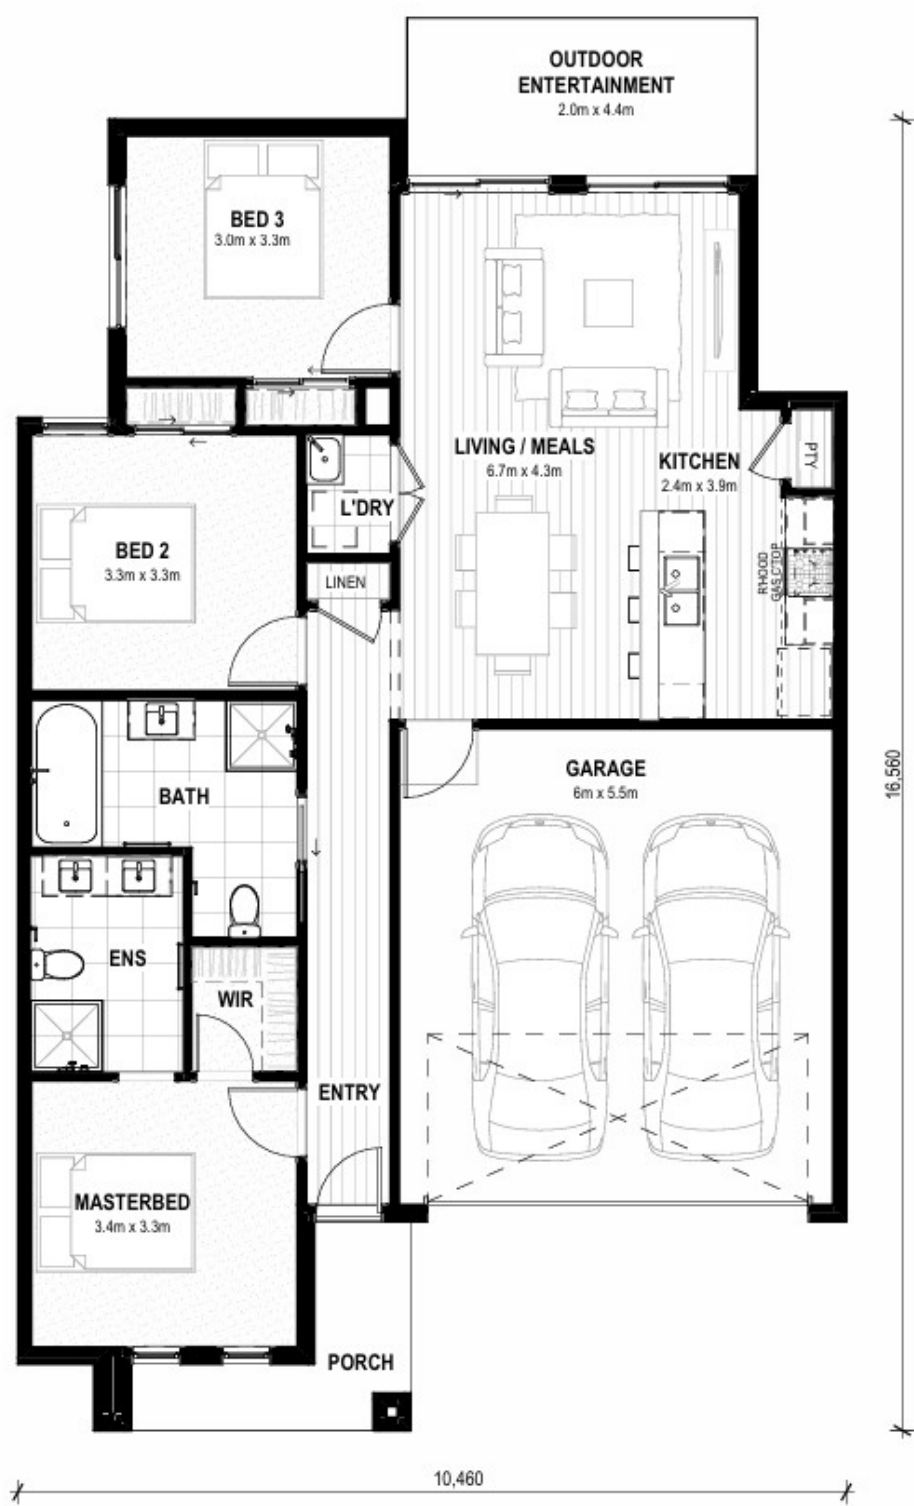 OUTDOOR
ENTERTAINMENT
2.0m x 4.4m
BED 3
3.0m x 3.3m
LIVING / MEALS
6.7m x 4.3m
KITCHEN
2.4m x 3.9m
PTY
L'DRY
BED 2
3.3m x 3.3m
R'HOOD
GAS C'TOP
LINEN
GARAGE
6m x 5.5m
16,560
BATH
ENS
WIR
ENTRY
MASTERBED
3.4m x 3.3m
PORCH
10,460